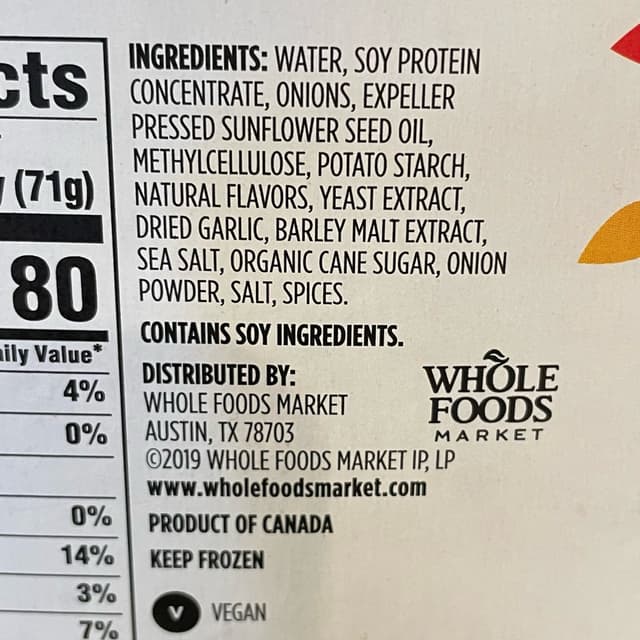 cts
(71g)
80
aily Value*
4%
0%
0%
14%
3%
7%
INGREDIENTS: WATER, SOY PROTEIN
CONCENTRATE, ONIONS, EXPELLER
PRESSED SUNFLOWER SEED OIL,
METHYLCELLULOSE, POTATO STARCH,
NATURAL FLAVORS, YEAST EXTRACT,
DRIED GARLIC, BARLEY MALT EXTRACT,
SEA SALT, ORGANIC CANE SUGAR, ONION
POWDER, SALT, SPICES.
CONTAINS SOY INGREDIENTS.
DISTRIBUTED BY:
WHOLE FOODS MARKET
AUSTIN, TX 78703
©2019 WHOLE FOODS MARKET IP, LP
www.wholefoodsmarket.com
PRODUCT OF CANADA
KEEP FROZEN
V VEGAN
WHOLE
FOODS
MARKET